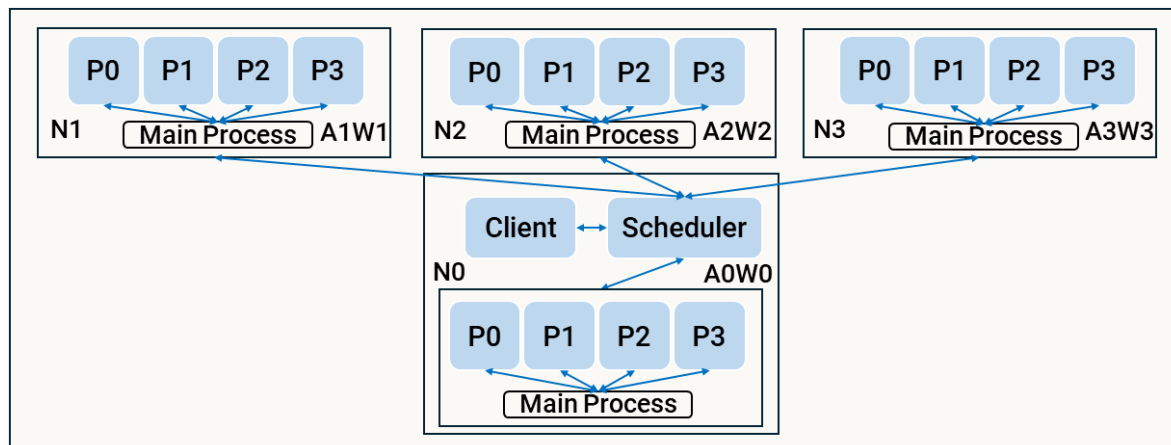 P0 P1 P2 P3
N1 Main Process A1W1
P0 P1 P2 P3
N2 Main Process A2W2
P0 P1 P2 P3
N3 Main Process A3W3
Client Scheduler
N0 A0W0
P0 P1 P2 P3
Main Process